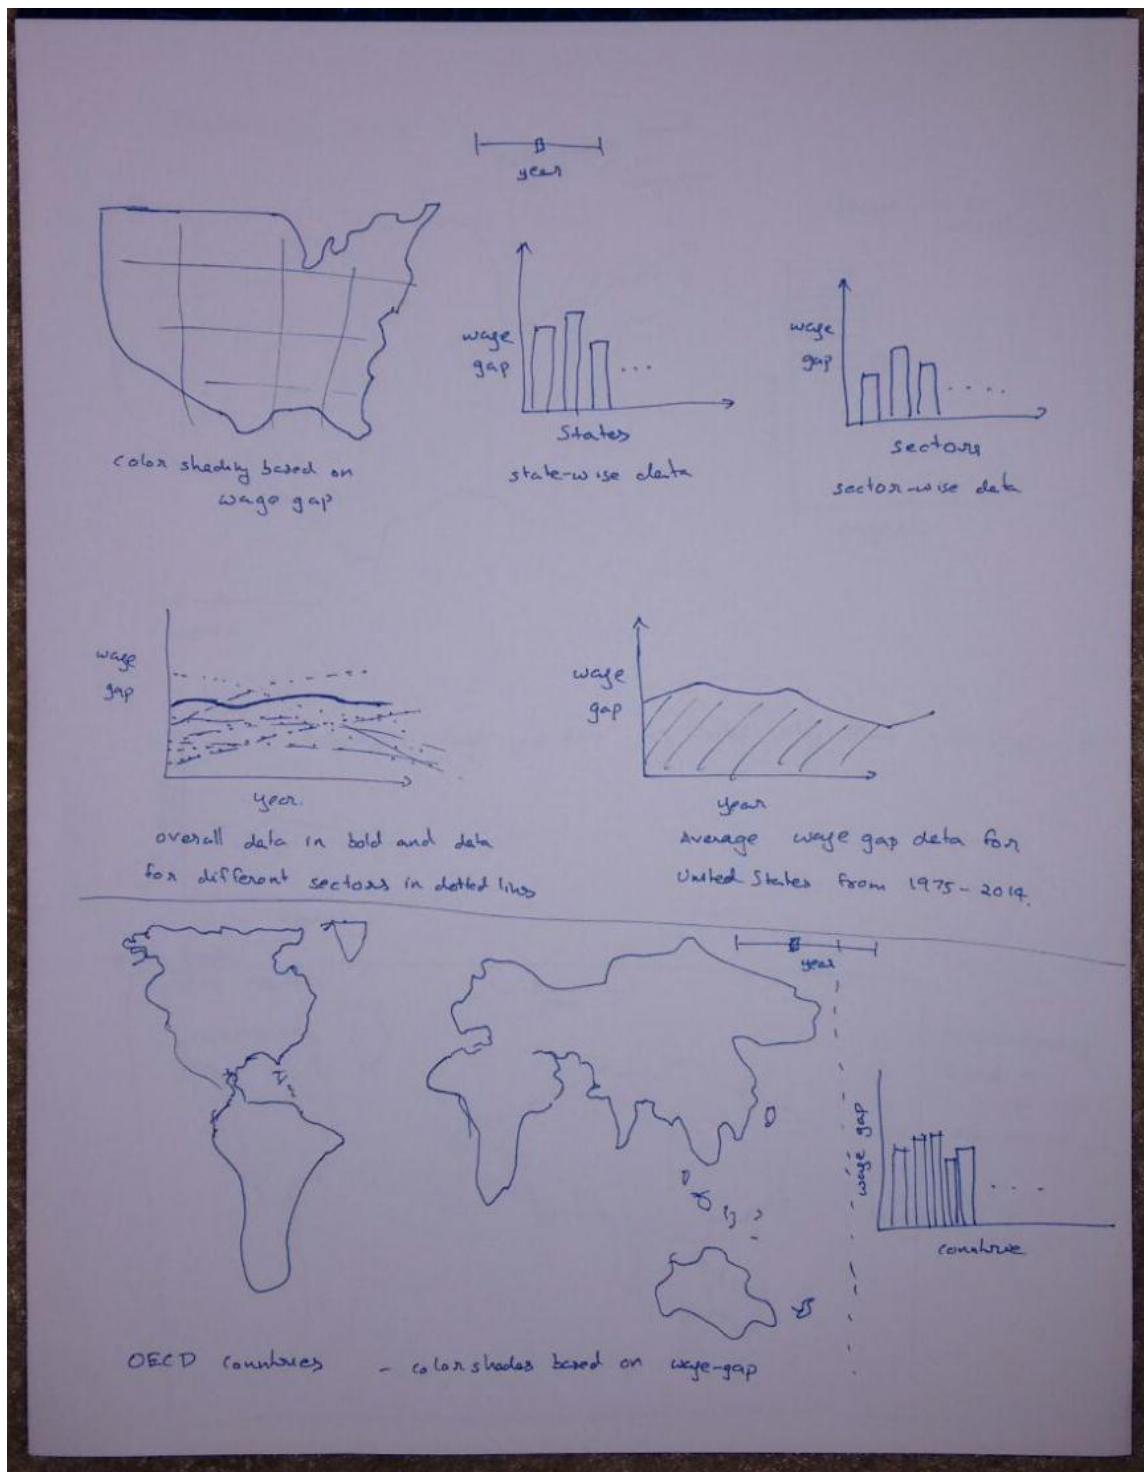 year
wage
gap
States
state-wise data
wage
gap
sectors
sector-wise data
color shading based on
wage gap
wage
gap
year.
overall data in bold and data
for different sectors in dotted lines
wage
gap
year
Average wage gap data for
United States from 1975-2014.
year
wage gap
countrie
OECD countries - color shades based on wage-gap